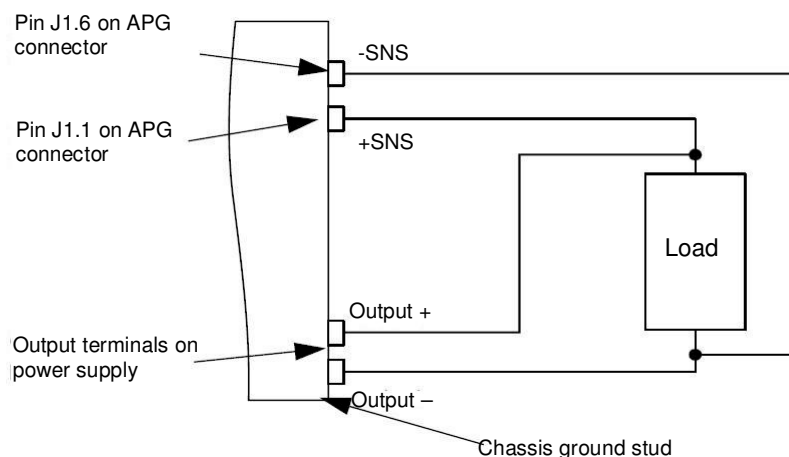 Pin J1.6 on APG
connector
-SNS
Pin J1.1 on APG
connector
+SNS
Load
Output +
Output terminals on
power supply
Output –
Chassis ground stud